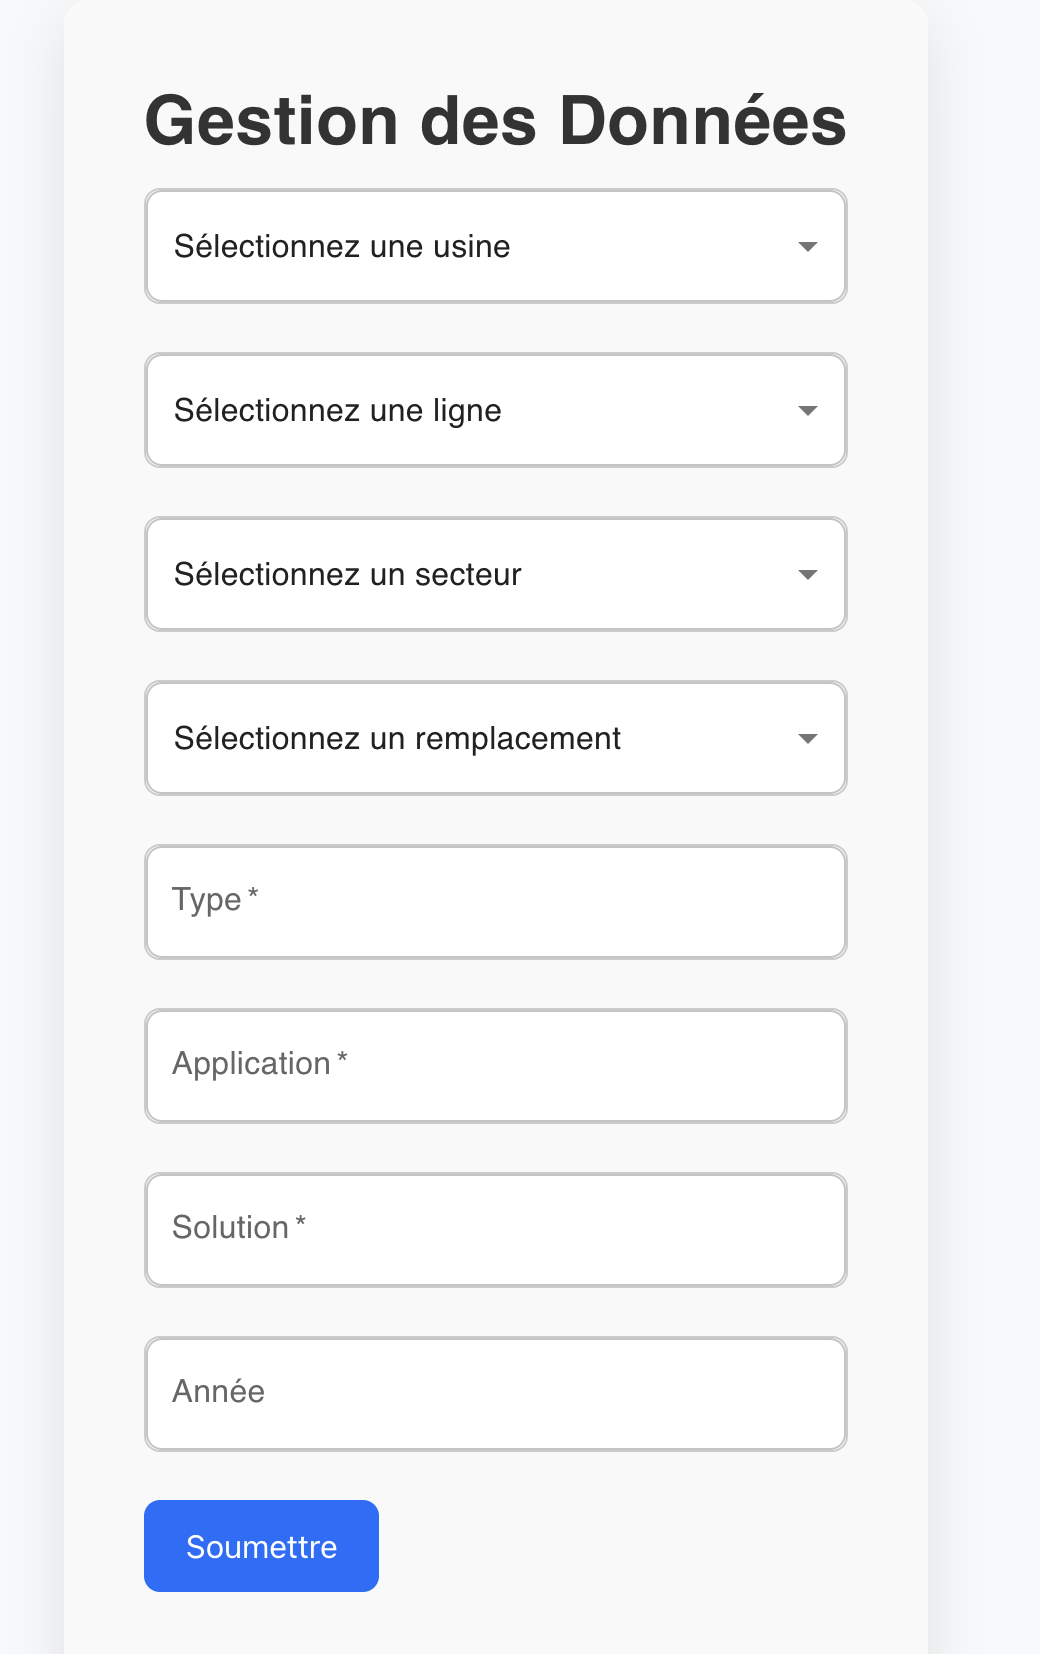 Gestion des Données
Sélectionnez une usine
Sélectionnez une ligne
Sélectionnez un secteur
Sélectionnez un remplacement
Type *
Application *
Solution *
Année
Soumettre